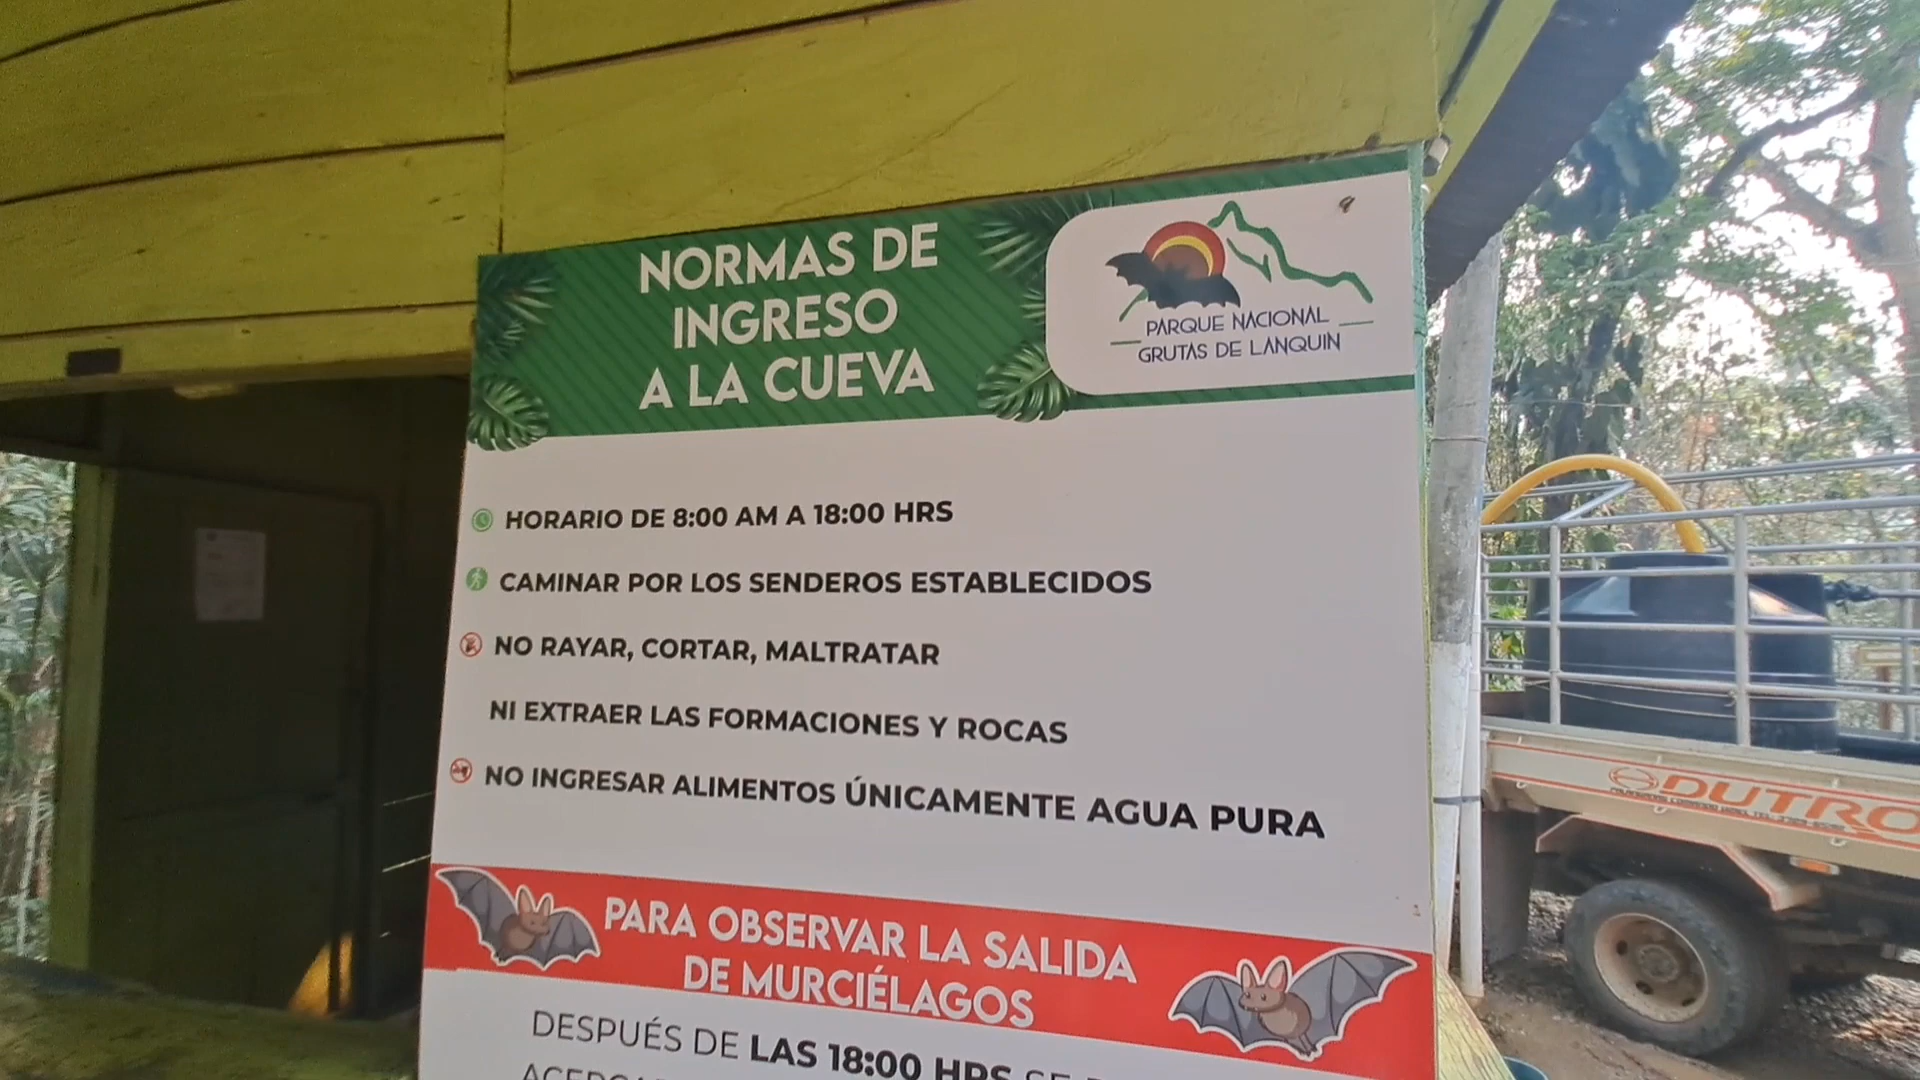 NORMAS DE
INGRESO
A LA CUEVA
PARQUE NACIONAL
GRUTAS DE LANQUIN
HORARIO DE 8:00 AM A 18:00 HRS
CAMINAR POR LOS SENDEROS ESTABLECIDOS
NO RAYAR, CORTAR, MALTRATAR
NI EXTRAER LAS FORMACIONES Y ROCAS
NO INGRESAR ALIMENTOS ÚNICAMENTE AGUA PURA
PARA OBSERVAR LA SALIDA
DE MURCIÉLAGOS
DESPUÉS DE LAS 18:00 HRS SE
DUTRO